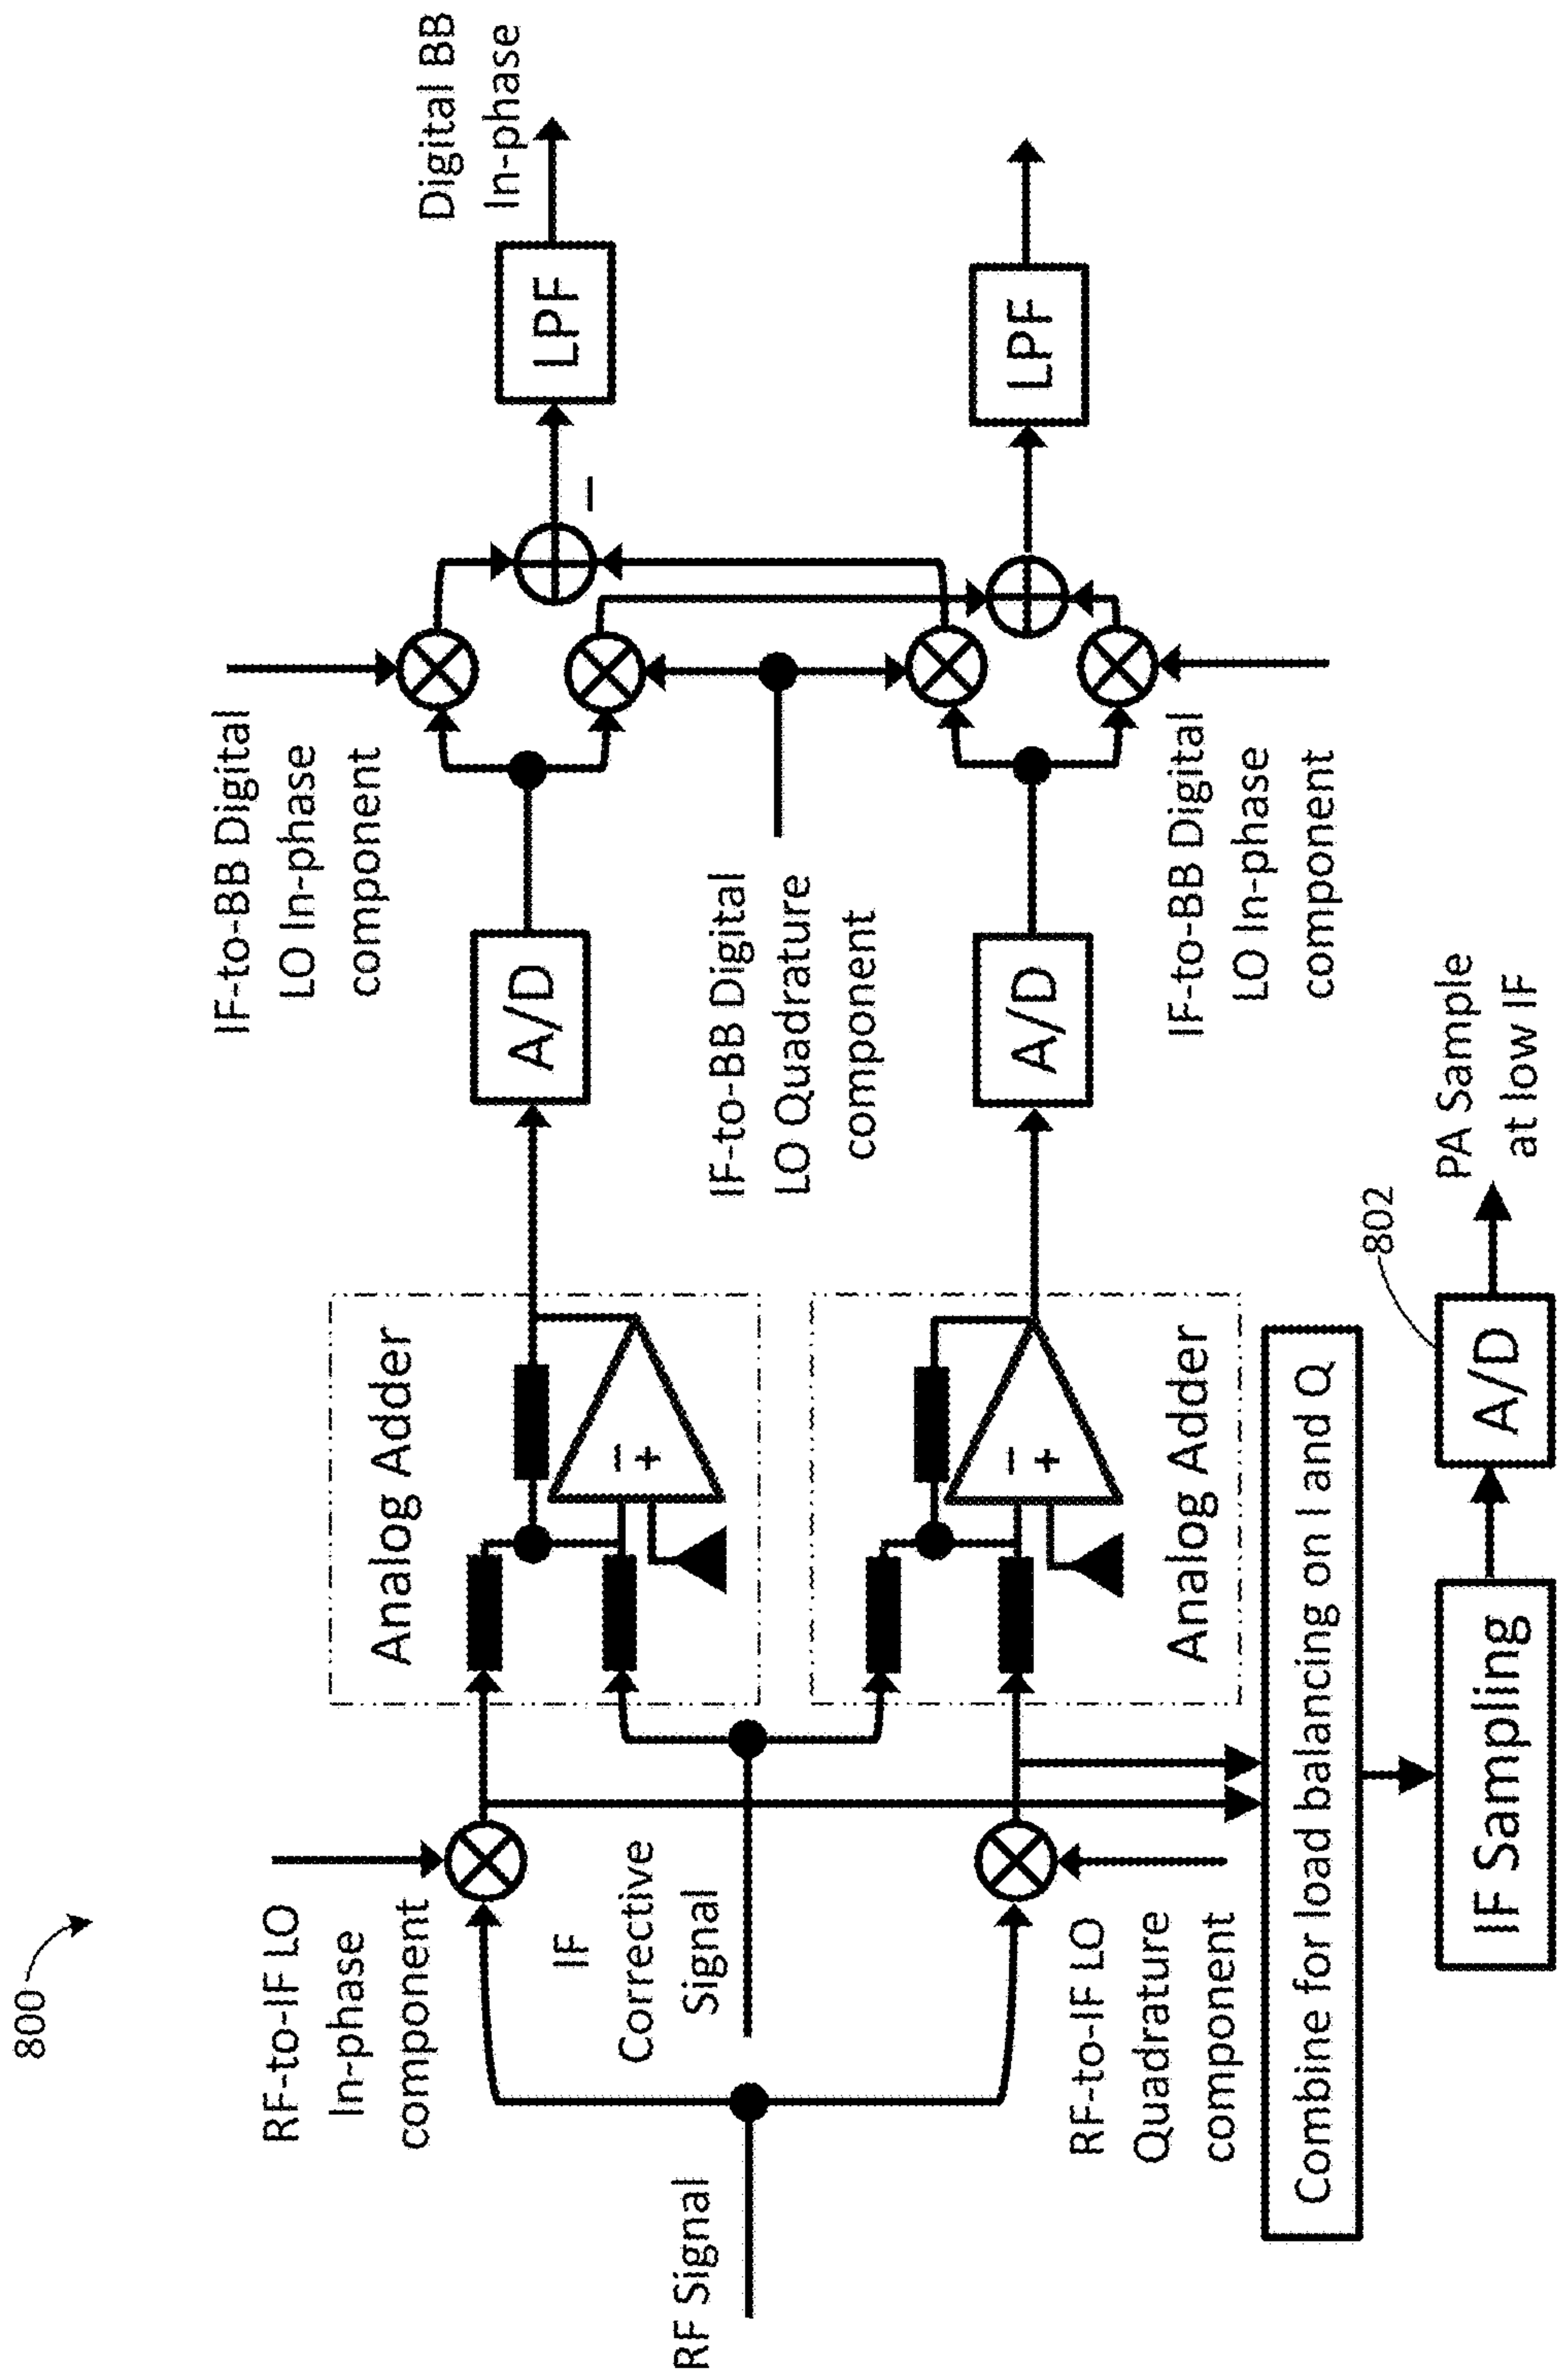 800
RF-to-IF LO
In-phase
component
IF-to-BB Digital
LO In-phase
component
Digital BB
In-phase
Analog Adder
LPF
A/D
−
−
+
IF
Corrective
Signal
RF Signal
IF-to-BB Digital
LO Quadrature
component
−
+
A/D
LPF
Analog Adder
RF-to-IF LO
Quadrature
component
IF-to-BB Digital
LO In-phase
component
Combine for load balancing on I and Q
802
PA Sample
at low IF
IF Sampling
A/D